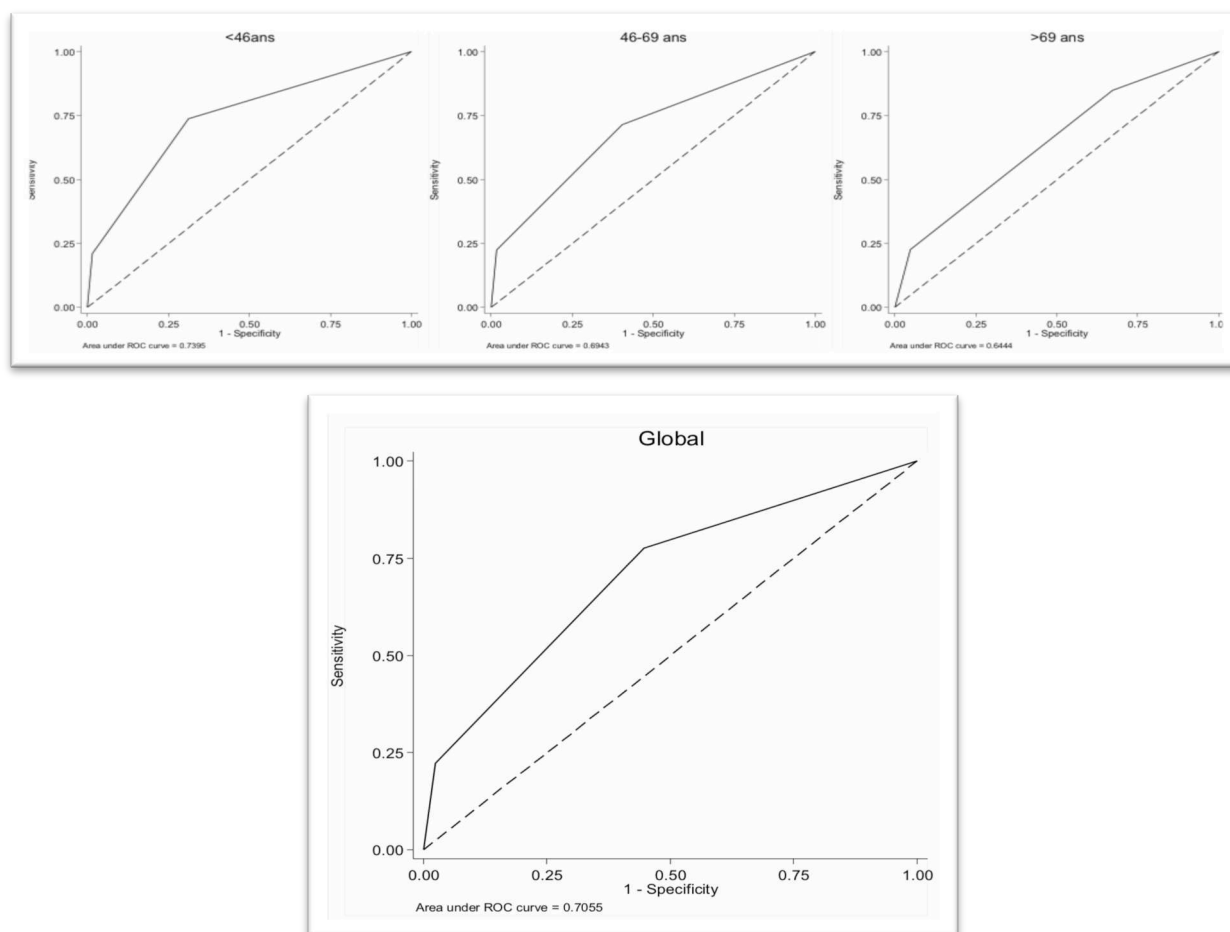 <46ans
1.00
0.75
0.50
0.25
0.00
Sensitivity
0.00 0.25 0.50 0.75 1.00
1 - Specificity
Area under ROC curve = 0.7395
46-69 ans
1.00
0.75
0.50
0.25
0.00
Sensitivity
0.00 0.25 0.50 0.75 1.00
1 - Specificity
Area under ROC curve = 0.6943
>69 ans
1.00
0.75
0.50
0.25
0.00
Sensitivity
0.00 0.25 0.50 0.75 1.0
1 - Specificity
Area under ROC curve = 0.6444
Global
1.00
0.75
0.50
0.25
0.00
Sensitivity
0.00 0.25 0.50 0.75 1.00
1 - Specificity
Area under ROC curve = 0.7055